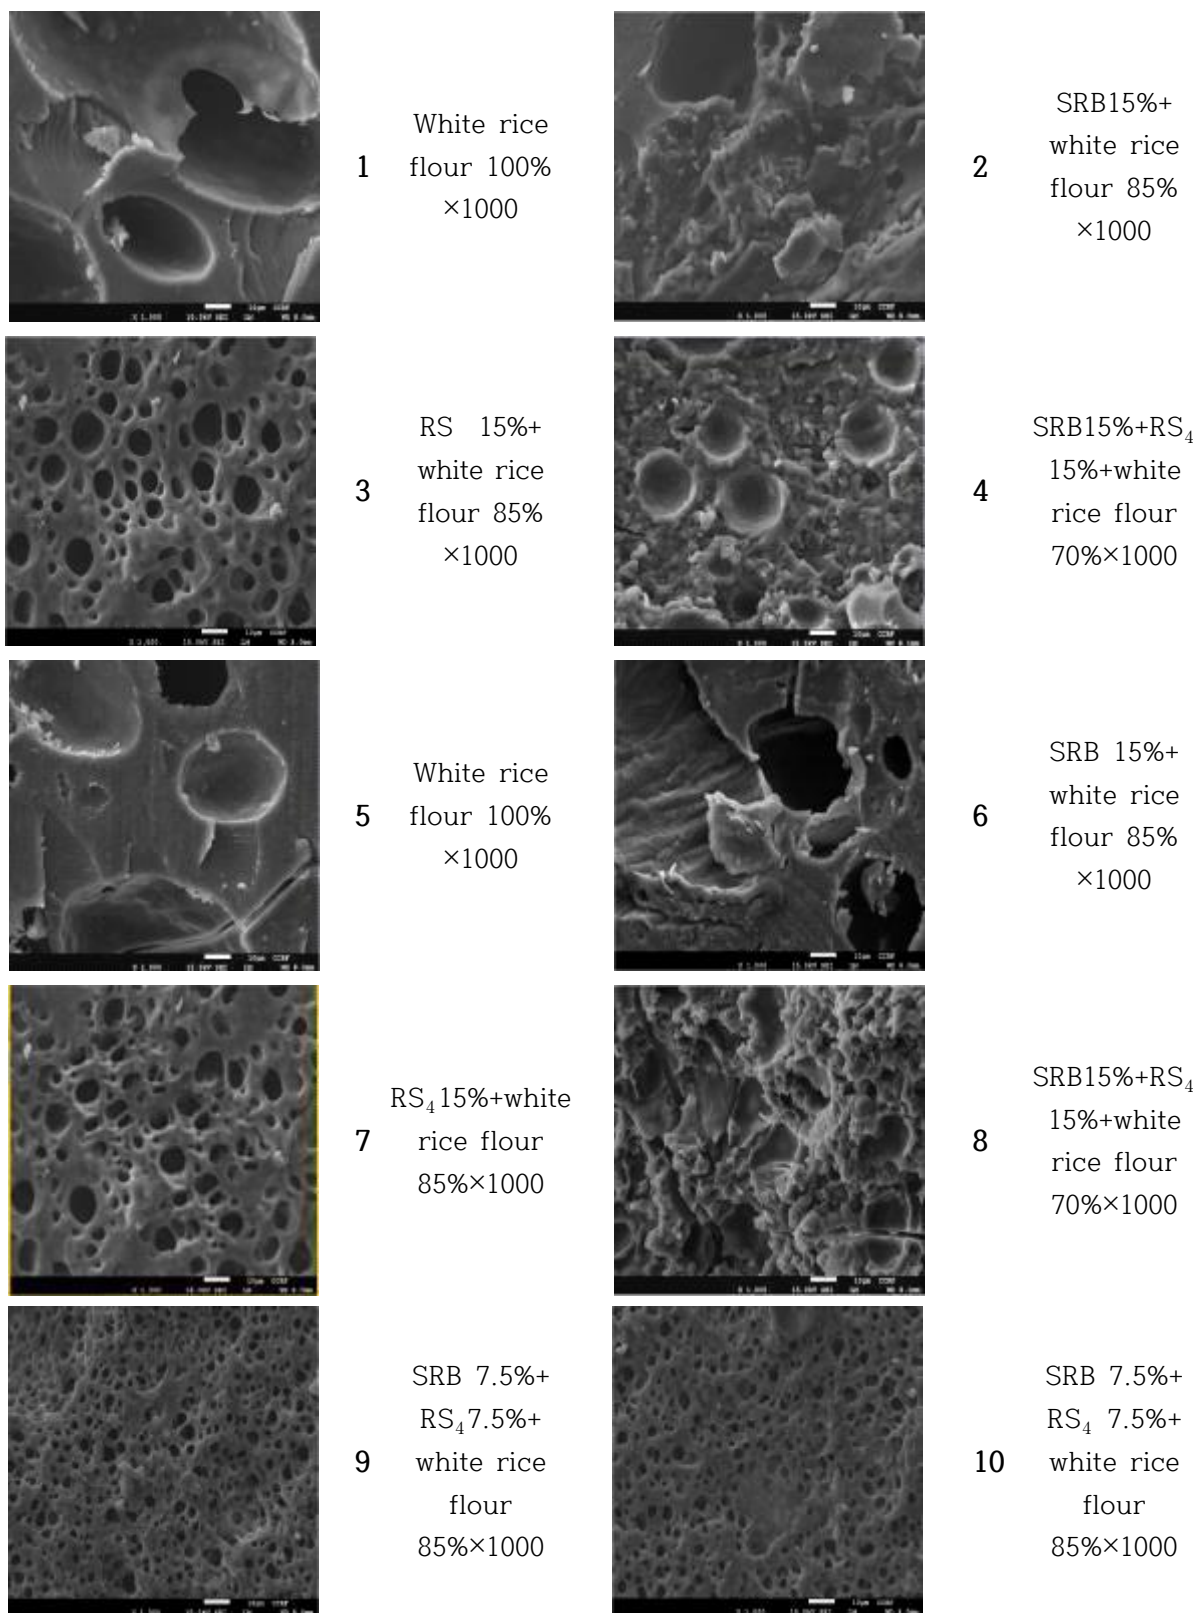 1
White rice
flour 100%
×1000
2
SRB15%+
white rice
flour 85%
×1000
3
RS 15%+
white rice
flour 85%
×1000
4
SRB15%+RS₄
15%+white
rice flour
70%×1000
5
White rice
flour 100%
×1000
6
SRB 15%+
white rice
flour 85%
×1000
7
RS₄15%+white
rice flour
85%×1000
8
SRB15%+RS₄
15%+white
rice flour
70%×1000
9
SRB 7.5%+
RS₄7.5%+
white rice
flour
85%×1000
10
SRB 7.5%+
RS₄ 7.5%+
white rice
flour
85%×1000